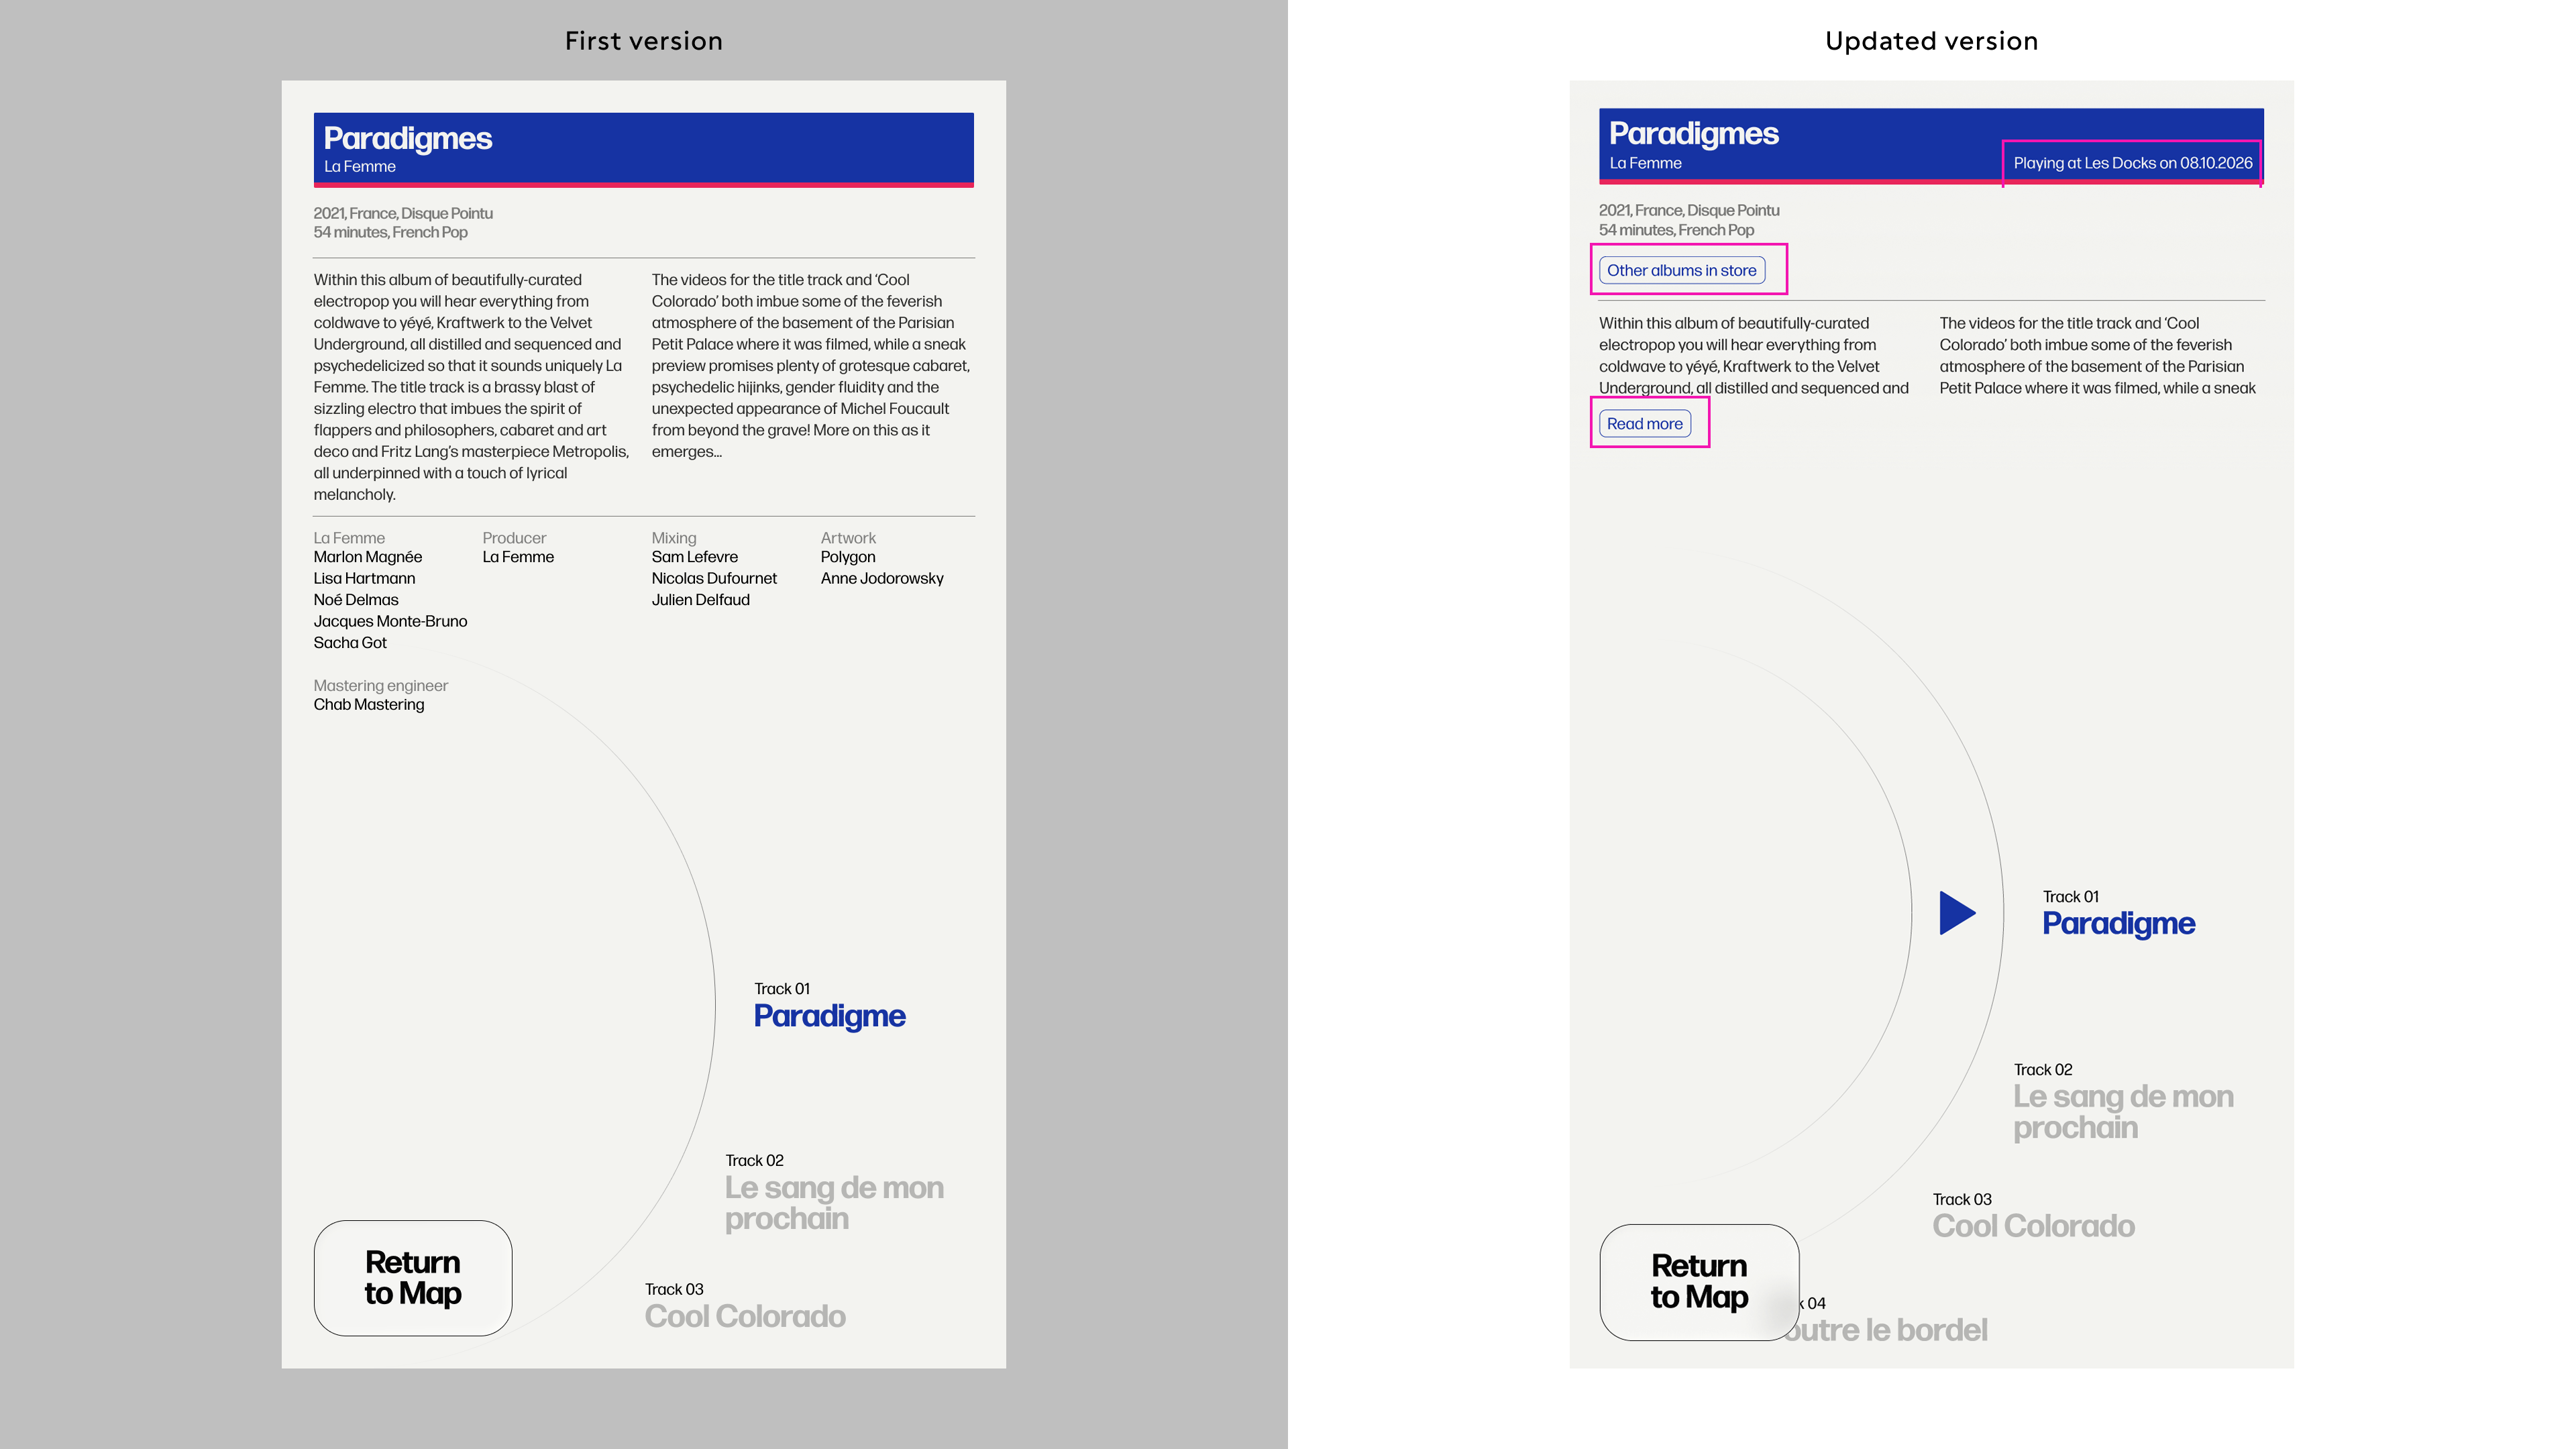 First version
Paradigmes
La Femme
2021, France, Disque Pointu
54 minutes, French Pop
Within this album of beautifully-curated
electropop you will hear everything from
coldwave to yéyé, Kraftwerk to the Velvet
Underground, all distilled and sequenced and
psychedelicized so that it sounds uniquely La
Femme. The title track is a brassy blast of
sizzling electro that imbues the spirit of
flappers and philosophers, cabaret and art
deco and Fritz Lang’s masterpiece Metropolis,
all underpinned with a touch of lyrical
melancholy.
The videos for the title track and ‘Cool
Colorado’ both imbue some of the feverish
atmosphere of the basement of the Parisian
Petit Palace where it was filmed, while a sneak
preview promises plenty of grotesque cabaret,
psychedelic hijinks, gender fluidity and the
unexpected appearance of Michel Foucault
from beyond the grave! More on this as it
emerges...
La Femme
Marlon Magnée
Lisa Hartmann
Noé Delmas
Jacques Monte-Bruno
Sacha Got
Producer
La Femme
Mixing
Sam Lefevre
Nicolas Dufournet
Julien Delfaud
Artwork
Polygon
Anne Jodorowsky
Mastering engineer
Chab Mastering
Track 01
Paradigme
Track 02
Le sang de mon
prochain
Track 03
Cool Colorado
Return
to Map
Updated version
Paradigmes
La Femme
Playing at Les Docks on 08.10.2026
2021, France, Disque Pointu
54 minutes, French Pop
Other albums in store
Within this album of beautifully-curated
electropop you will hear everything from
coldwave to yéyé, Kraftwerk to the Velvet
Underground, all distilled and sequenced and
The videos for the title track and ‘Cool
Colorado’ both imbue some of the feverish
atmosphere of the basement of the Parisian
Petit Palace where it was filmed, while a sneak
Read more
Track 01
Paradigme
Track 02
Le sang de mon
prochain
Track 03
Cool Colorado
k 04
outre le bordel
Return
to Map